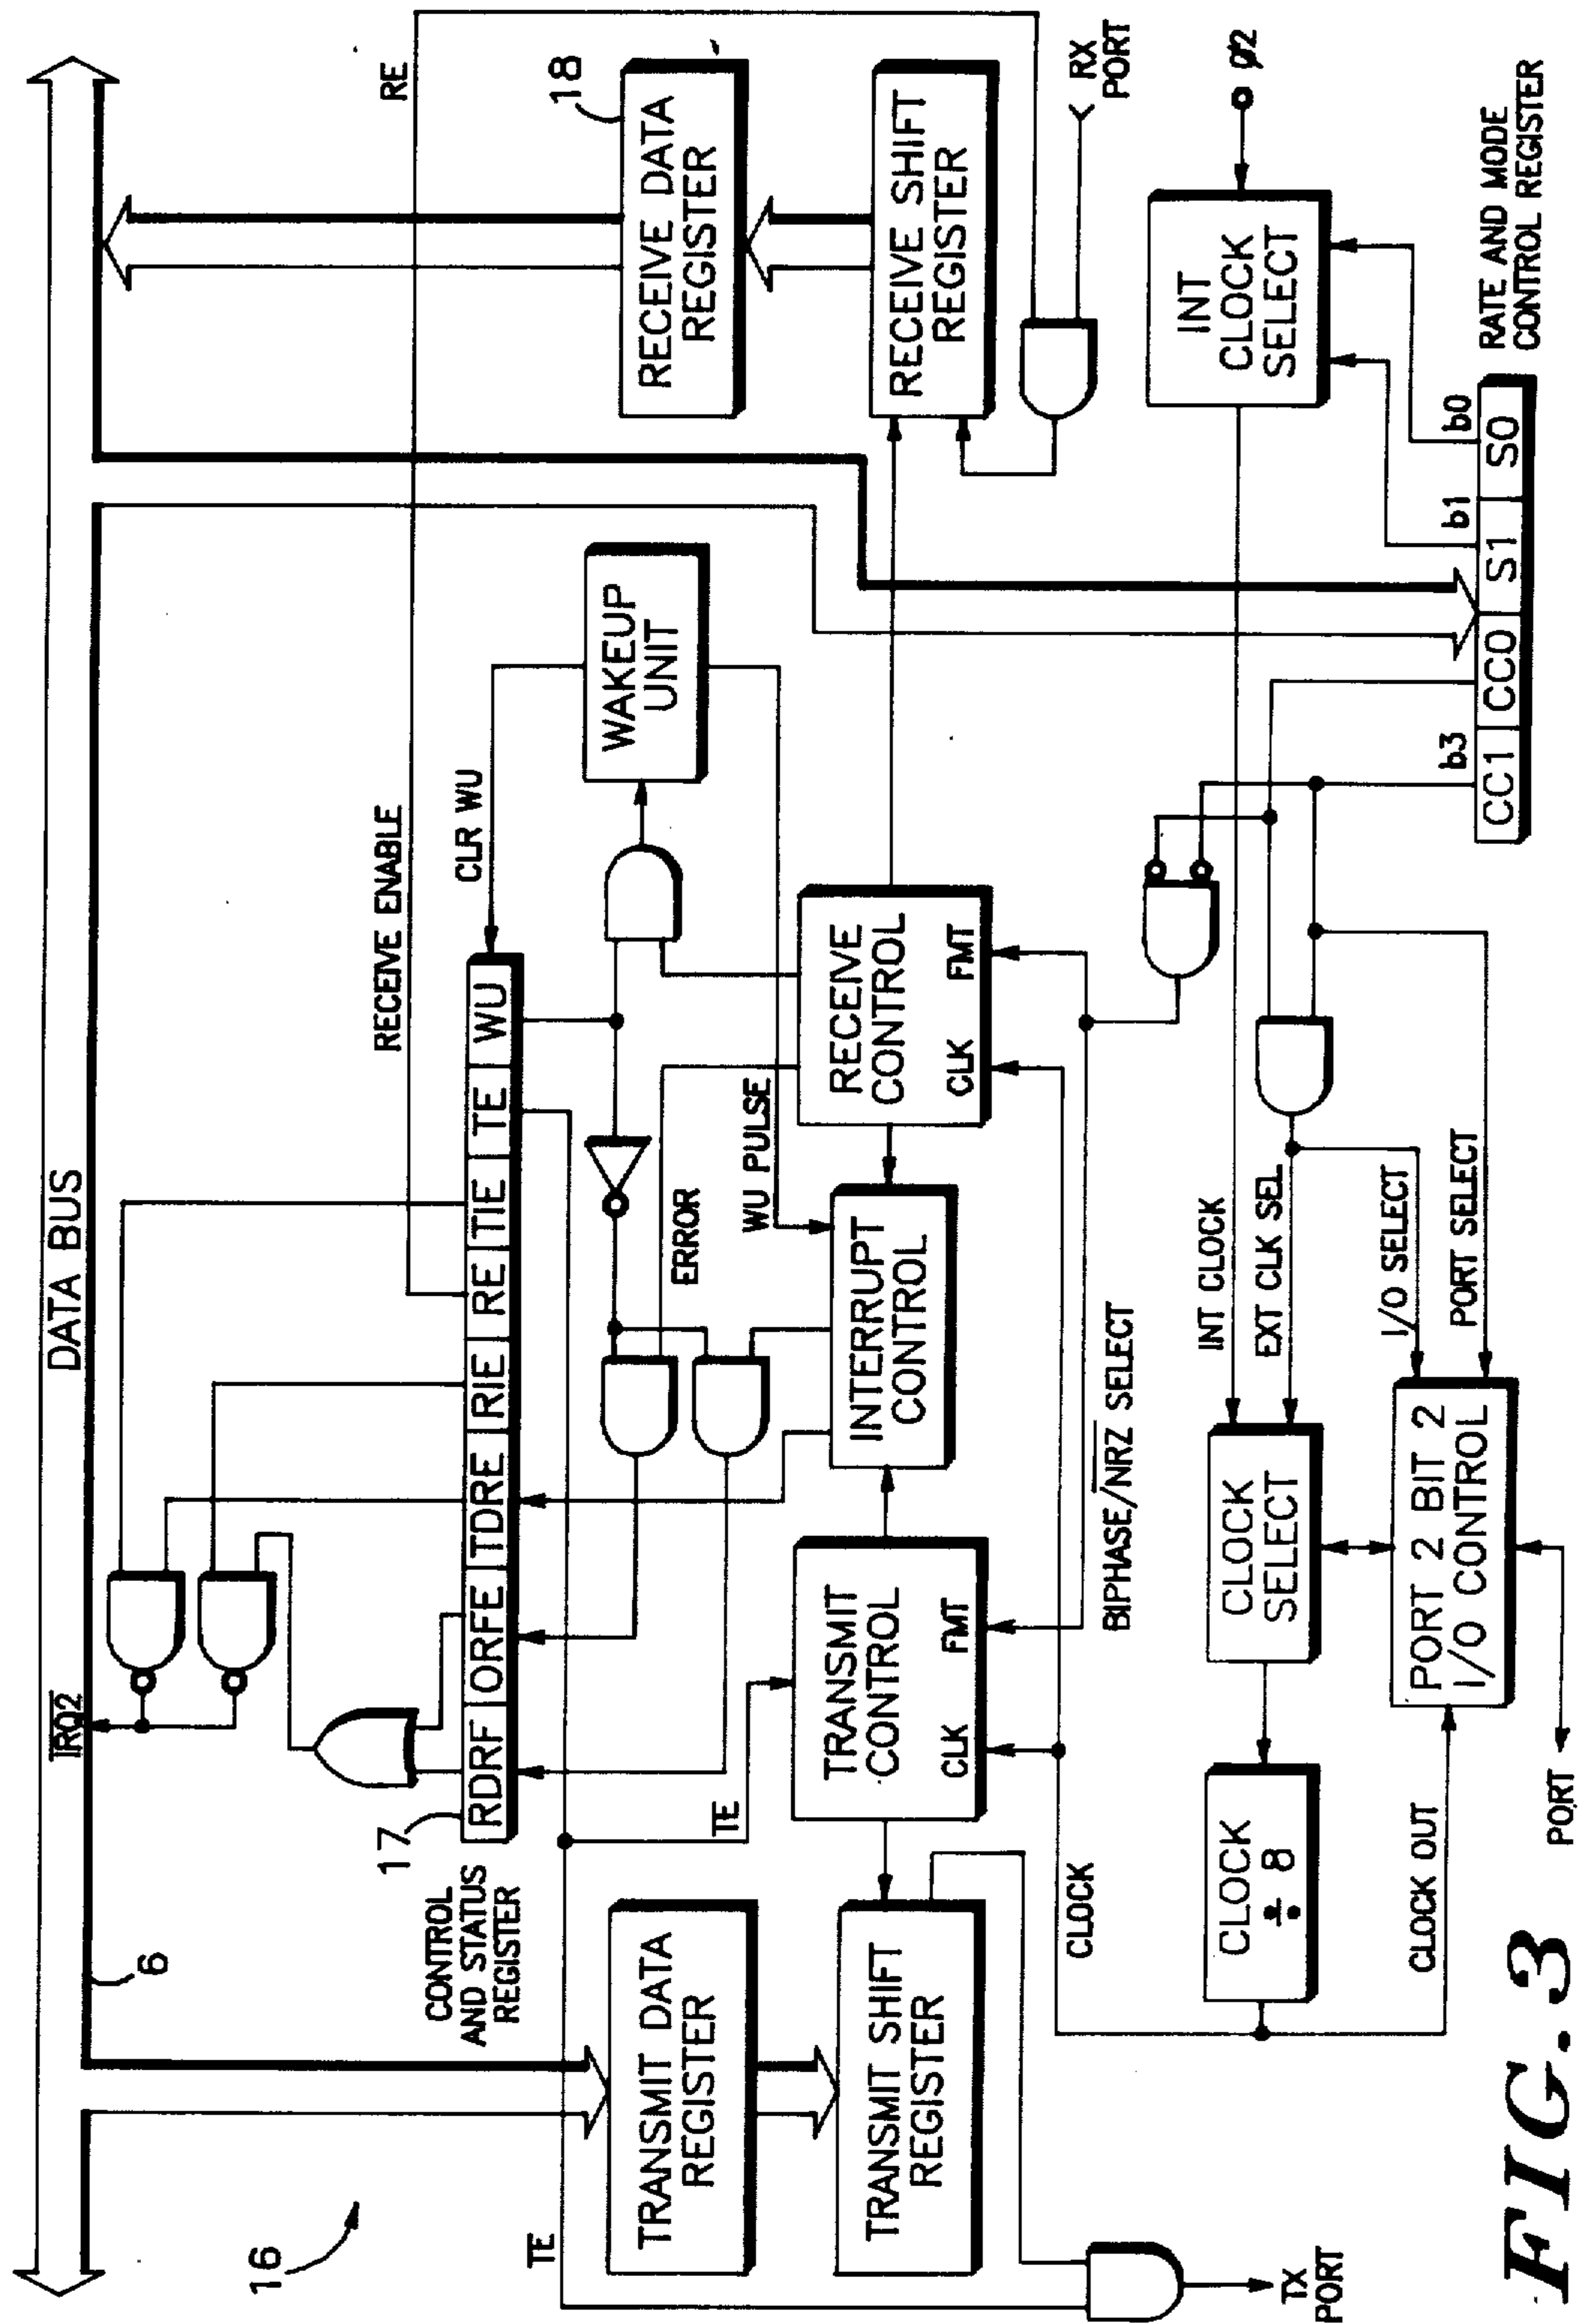 DATA BUS
6
16
IRQ2
RE
RECEIVE ENABLE
CLR WU
17
CONTROL
AND STATUS
REGISTER
RDRF
ORFE
TDRE
RIE
RE
TIE
TE
WU
WAKEUP
UNIT
18
RECEIVE DATA
REGISTER
RECEIVE SHIFT
REGISTER
RX
PORT
TE
TRANSMIT DATA
REGISTER
TRANSMIT SHIFT
REGISTER
TE
TRANSMIT
CONTROL
CLK
FMT
ERROR
WU PULSE
INTERRUPT
CONTROL
RECEIVE
CONTROL
CLK
FMT
CLOCK
BIPHASE/NRZ SELECT
TX
PORT
CLOCK
÷ 8
CLOCK
SELECT
INT CLOCK
EXT CLK SEL
INT
CLOCK
SELECT
ø2
CLOCK OUT
PORT 2 BIT 2
I/O CONTROL
I/O SELECT
PORT SELECT
PORT
b3
b1
b0
CC1
CC0
S1
S0
RATE AND MODE
CONTROL REGISTER
FIG. 3